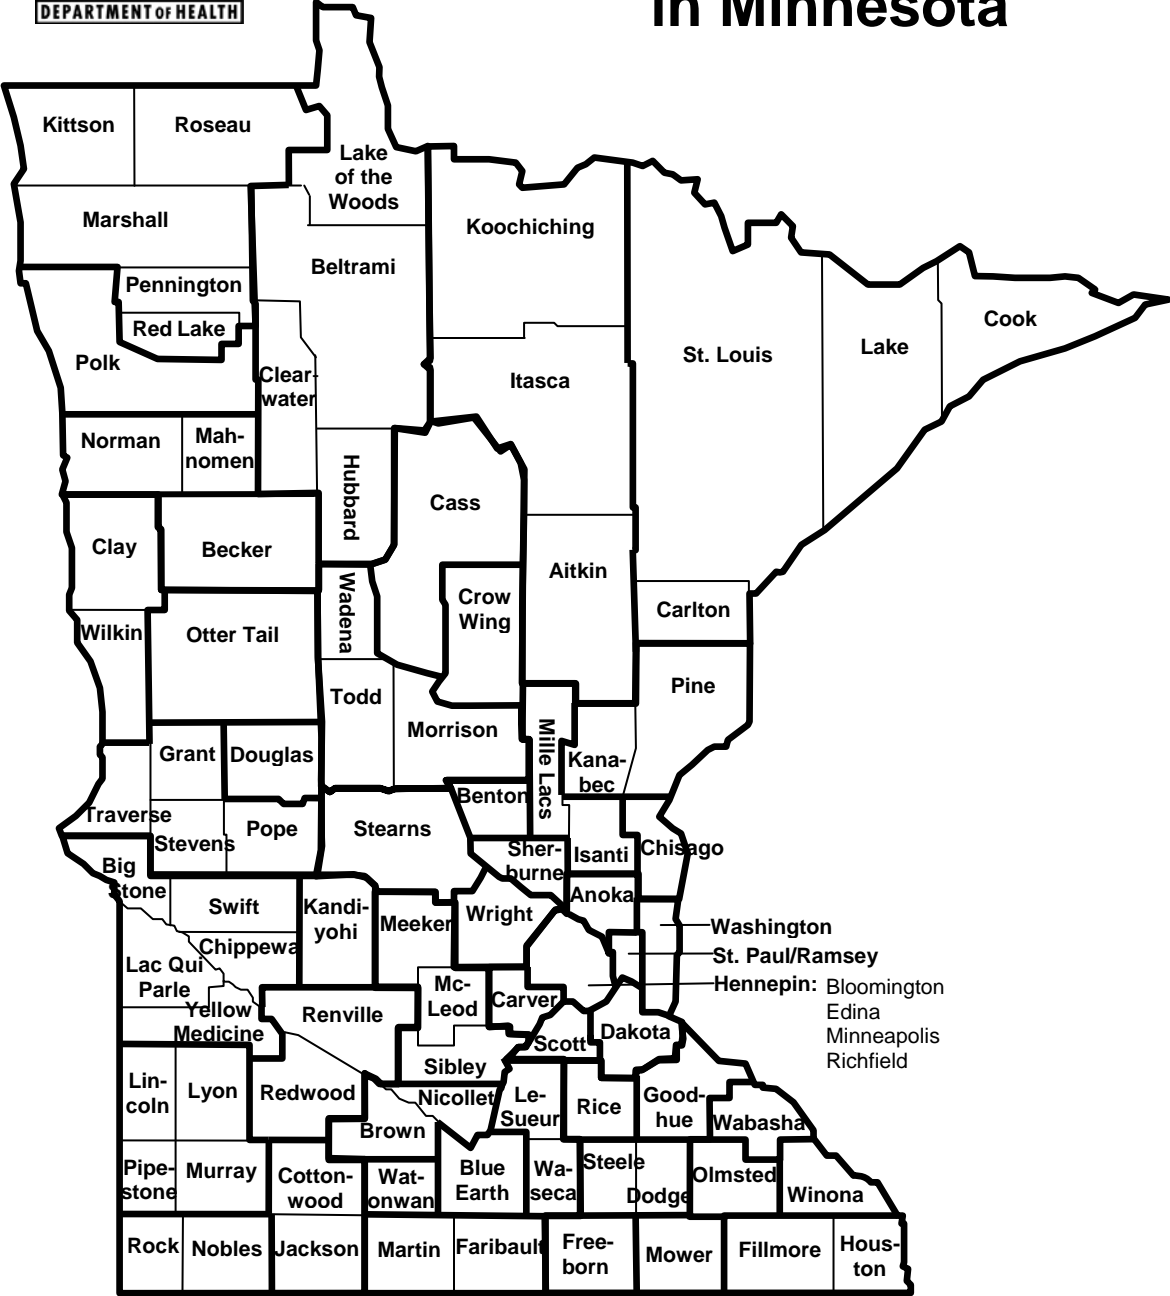 DEPARTMENT OF HEALTH
in Minnesota
Kittson
Roseau
Lake
of the
Woods
Marshall
Koochiching
Beltrami
Pennington
Red Lake
Polk
Clear-
water
Cook
St. Louis
Lake
Itasca
Norman
Mah-
nomen
Hubbard
Cass
Clay
Becker
Aitkin
Wadena
Crow
Wing
Carlton
Wilkin
Otter Tail
Pine
Todd
Morrison
Mille Lacs
Grant
Douglas
Kana-
bec
Benton
Traverse
Stevens
Pope
Stearns
Sher-
burne
Isanti
Chisago
Big
Stone
Swift
Kandi-
yohi
Meeker
Wright
Anoka
Chippewa
Lac Qui
Parle
Washington
St. Paul/Ramsey
Hennepin: Bloomington
Edina
Minneapolis
Richfield
Yellow
Medicine
Renville
Mc-
Leod
Carver
Scott
Dakota
Sibley
Lin-
coln
Lyon
Redwood
Nicollet
Le-
Sueur
Rice
Good-
hue
Wabasha
Brown
Pipe-
stone
Murray
Cotton-
wood
Wat-
onwan
Blue
Earth
Wa-
seca
Steele
Dodge
Olmsted
Winona
Rock
Nobles
Jackson
Martin
Faribault
Free-
born
Mower
Fillmore
Hous-
ton